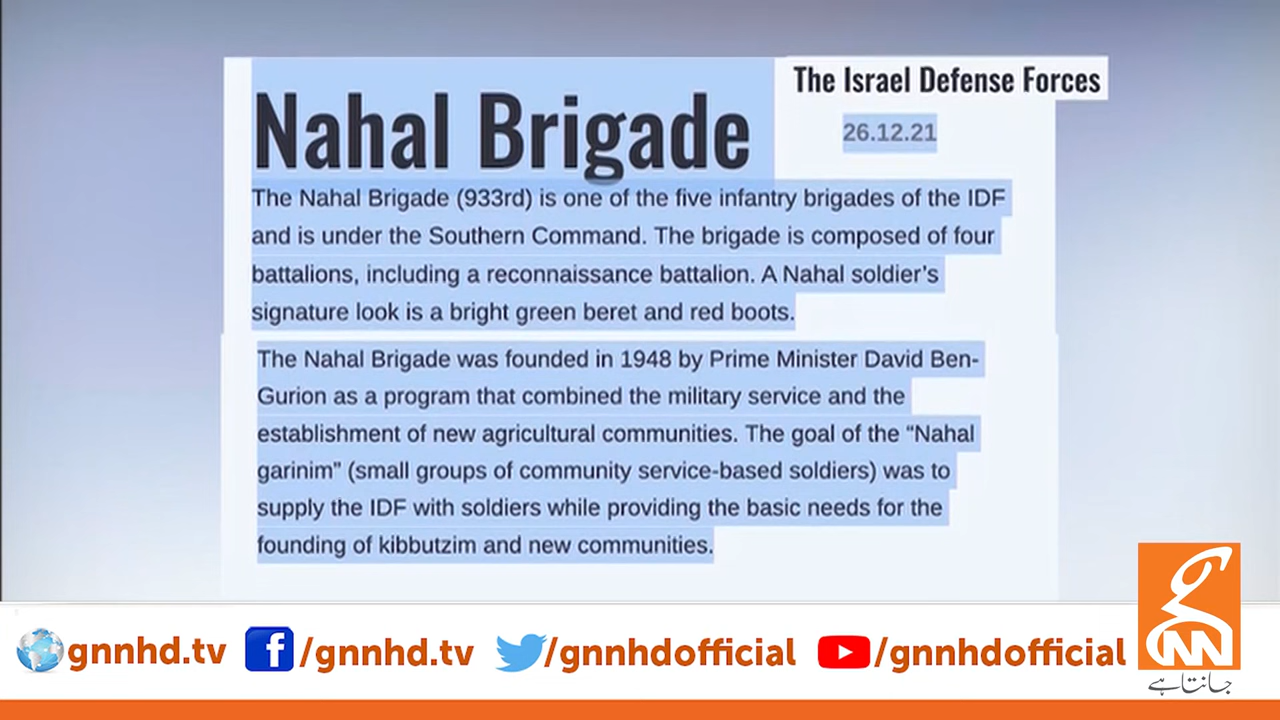 Nahal Brigade
The Israel Defense Forces
26.12.21
The Nahal Brigade (933rd) is one of the five infantry brigades of the IDF
and is under the Southern Command. The brigade is composed of four
battalions, including a reconnaissance battalion. A Nahal soldier’s
signature look is a bright green beret and red boots.
The Nahal Brigade was founded in 1948 by Prime Minister David Ben-
Gurion as a program that combined the military service and the
establishment of new agricultural communities. The goal of the “Nahal
garinim” (small groups of community service-based soldiers) was to
supply the IDF with soldiers while providing the basic needs for the
founding of kibbutzim and new communities.
gnnhd.tv f /gnnhd.tv /gnnhdofficial /gnnhdofficial
GNN
جانتا ہے